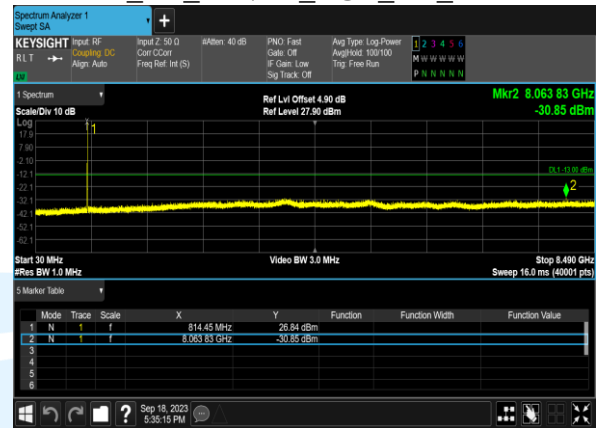 Spectrum Analyzer 1
Swept SA
+
KEYSIGHT Input: RF Input Z: 50 Ω #Atten: 40 dB PNO: Fast Avg Type: Log-Power 1 2 3 4 5 6
RLT Coupling: DC Corr CCorr Gate: Off Avg|Hold: 100/100 M W W W W W
Align: Auto Freq Ref: Int (S) IF Gain: Low Trig: Free Run P N N N N N
Sig Track: Off
1 Spectrum Ref Lvl Offset 4.90 dB Mkr2 8.063 83 GHz
Scale/Div 10 dB Ref Level 27.90 dBm -30.85 dBm
Log
1
17.9
7.90
-2.10
-12.1 DL1 -13.00 dBm
-22.1 2
-32.1
-42.1
-52.1
-62.1
Start 30 MHz Video BW 3.0 MHz Stop 8.490 GHz
#Res BW 1.0 MHz Sweep 16.0 ms (40001 pts)
5 Marker Table
Mode Trace Scale X Y Function Function Width Function Value
1 N 1 f 814.45 MHz 26.84 dBm
2 N 1 f 8.063 83 GHz -30.85 dBm
3
4
5
6
? Sep 18, 2023
5:35:15 PM